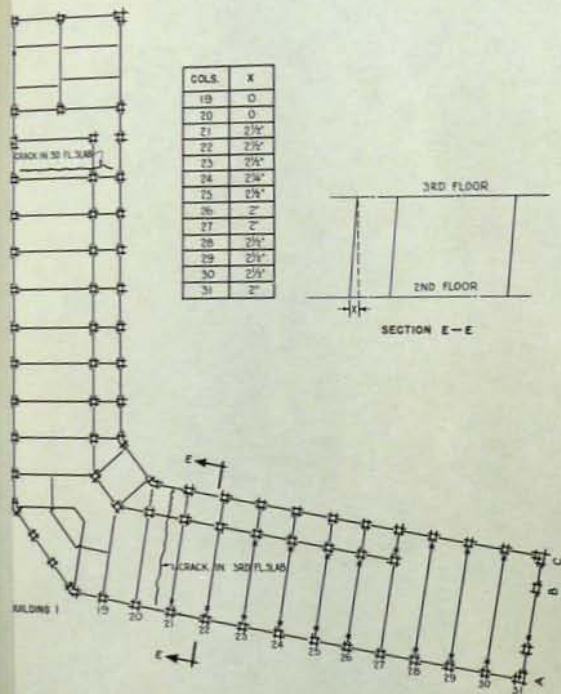 COLS. X
19 0
20 0
21 2½"
22 2½"
23 2½"
24 2¼"
25 2½"
26 2"
27 2"
28 2½"
29 2½"
30 2½"
31 2"
CRACK IN 3D FL.SLAB
3RD FLOOR
2ND FLOOR
X
SECTION E-E
E
CRACK IN 3RD FL.SLAB
C
B
A
UILDING 1
19 20 21 22 23 24 25 26 27 28 29 30 31
E